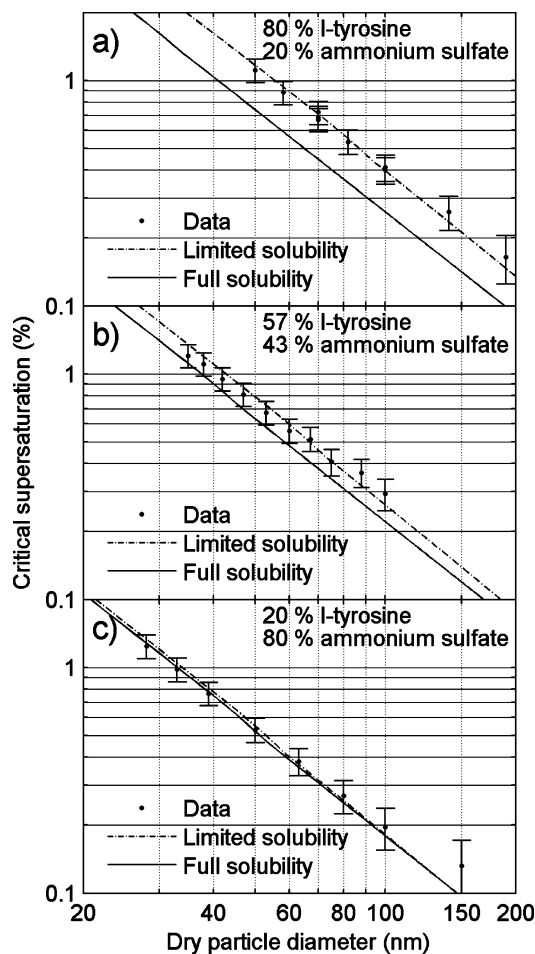 a)
80 % l-tyrosine
20 % ammonium sulfate
1
Data
Limited solubility
Full solubility
0.1
b)
57 % l-tyrosine
43 % ammonium sulfate
1
Critical supersaturation (%)
Data
Limited solubility
Full solubility
0.1
c)
20 % l-tyrosine
80 % ammonium sulfate
1
Data
Limited solubility
Full solubility
0.1
20 40 60 80 100 150 200
Dry particle diameter (nm)